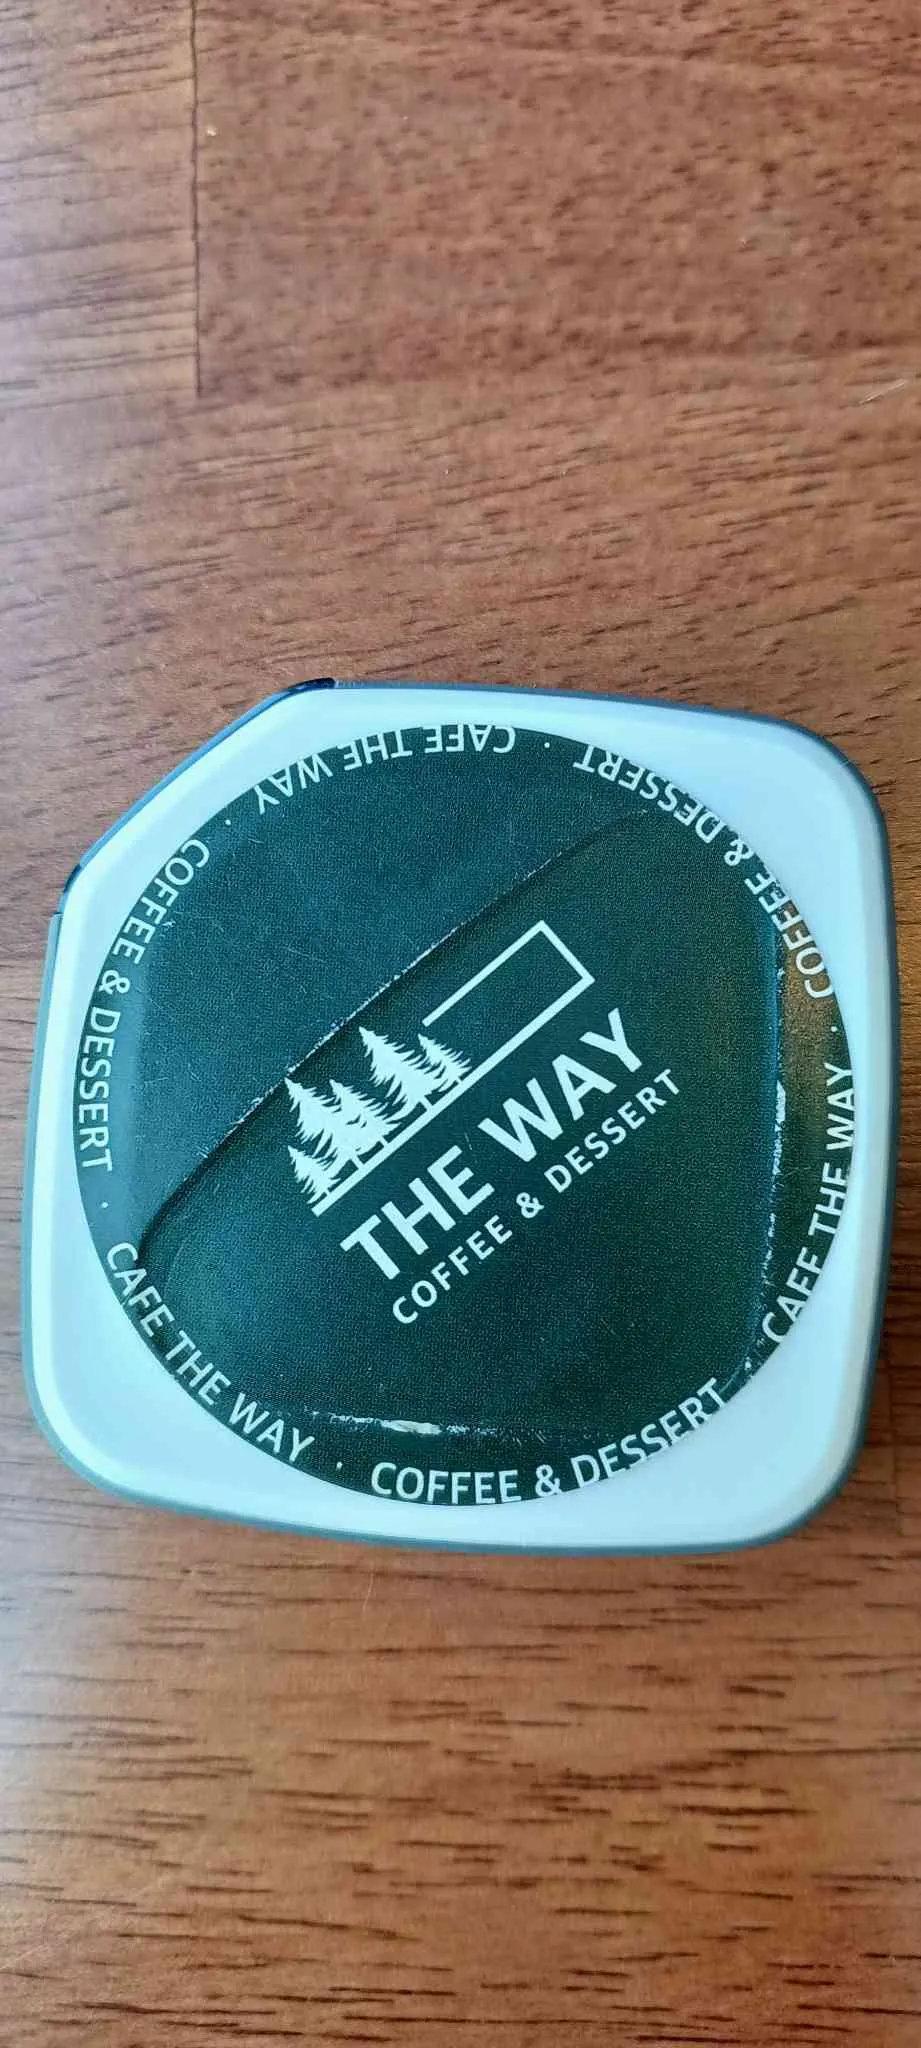 THE WAY
COFFEE & DESSERT
CAFE THE WAY · COFFEE & DESSERT · CAFE THE WAY · COFFEE & DESSERT · CAFE THE WAY · COFFEE & DESSERT ·